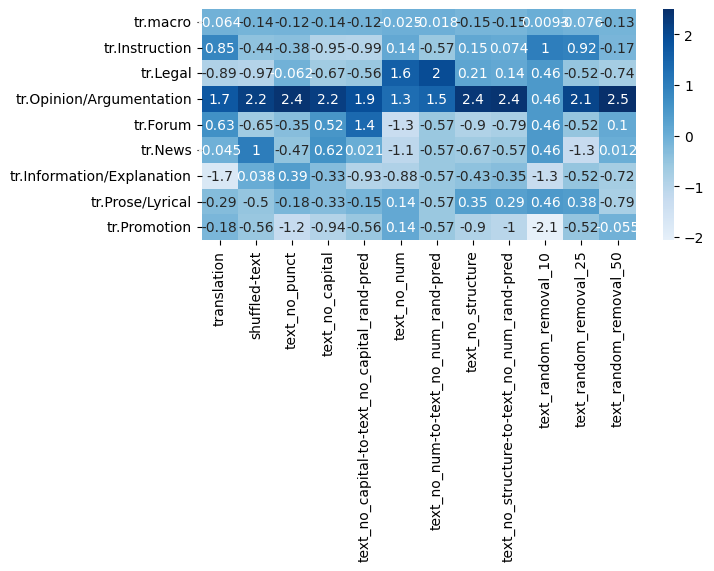 tr.macro -0.064 -0.14 -0.12 -0.14 -0.12 -0.025 -0.018 -0.15 -0.15 0.0093 -0.076 -0.13
tr.Instruction 0.85 -0.44 -0.38 -0.95 -0.99 0.14 -0.57 0.15 0.074 1 0.92 -0.17
tr.Legal -0.89 -0.97 0.062 -0.67 -0.56 1.6 2 0.21 0.14 0.46 -0.52 -0.74
tr.Opinion/Argumentation 1.7 2.2 2.4 2.2 1.9 1.3 1.5 2.4 2.4 0.46 2.1 2.5
tr.Forum 0.63 -0.65 -0.35 0.52 1.4 -1.3 -0.57 -0.9 -0.79 0.46 -0.52 0.1
tr.News 0.045 1 -0.47 0.62 0.021 -1.1 -0.57 -0.67 -0.57 0.46 -1.3 0.012
tr.Information/Explanation -1.7 0.038 0.39 -0.33 -0.93 -0.88 -0.57 -0.43 -0.35 -1.3 -0.52 -0.72
tr.Prose/Lyrical -0.29 -0.5 -0.18 -0.33 -0.15 0.14 -0.57 0.35 0.29 0.46 0.38 -0.79
tr.Promotion -0.18 -0.56 -1.2 -0.94 -0.56 0.14 -0.57 -0.9 -1 -2.1 -0.52 -0.055
translation
shuffled-text
text_no_punct
text_no_capital
text_no_capital-to-text_no_capital_rand-pred
text_no_num
text_no_num-to-text_no_num_rand-pred
text_no_structure
text_no_structure-to-text_no_num_rand-pred
text_random_removal_10
text_random_removal_25
text_random_removal_50
2
1
0
−1
−2